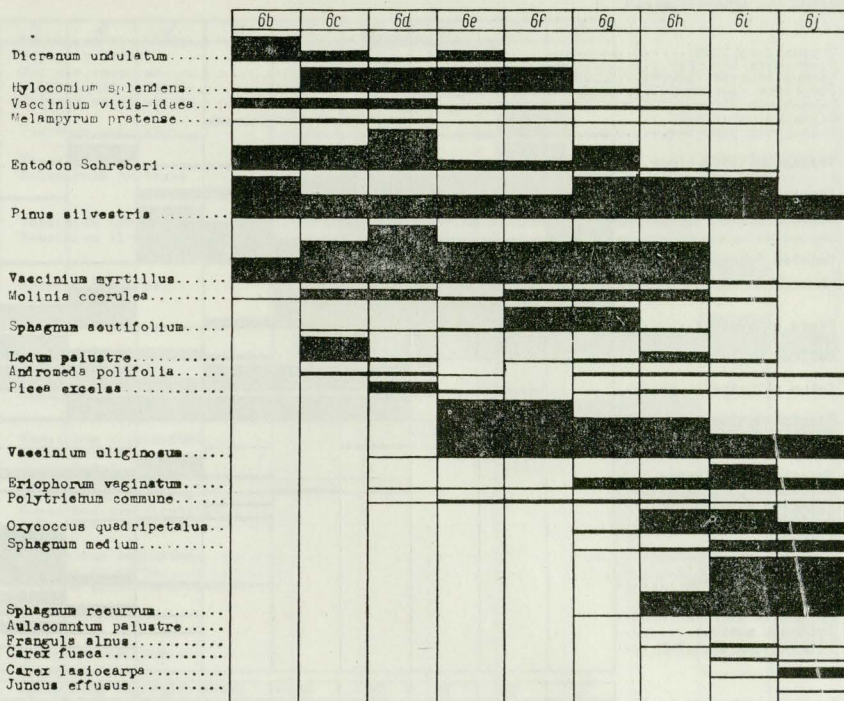 6b 6c 6d 6e 6f 6g 6h 6i 6j
Dicranum undulatum.......
Hylocomium splendens.......
Vaccinium vitis-idaea....
Melampyrum pratense.......
Entodon Schreberi........
Pinus silvestris ........
Vaccinium myrtillus......
Molinia coerulea.........
Sphagnum acutifolium.....
Ledum palustre...........
Andromeda polifolia......
Picea excelsa............
Vaccinium uliginosum.....
Eriophorum vaginatum.....
Polytrichum commune......
Oxycoccus quadripetalus..
Sphagnum medium..........
Sphagnum recurvum........
Aulacomnium palustre.....
Frangula alnus...........
Carex fusca..............
Carex lasiocarpa.........
Juncus effusus...........